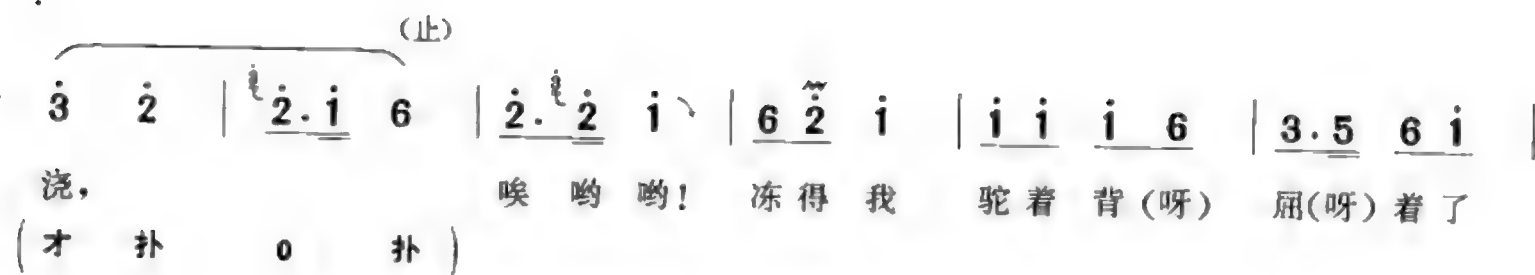 (止)
3̇ 2̇ | 2̇. 1̇ 6 | 2̇. 2̇ 1̇ | 6 2̇ 1̇ | 1̇ 1̇ 1̇ 6 | 3. 5 6 1̇
浇， 唉 哟 哟! 冻 得 我 驼 着 背 (呀) (呀) 着 了
(才 扑 0 扑)